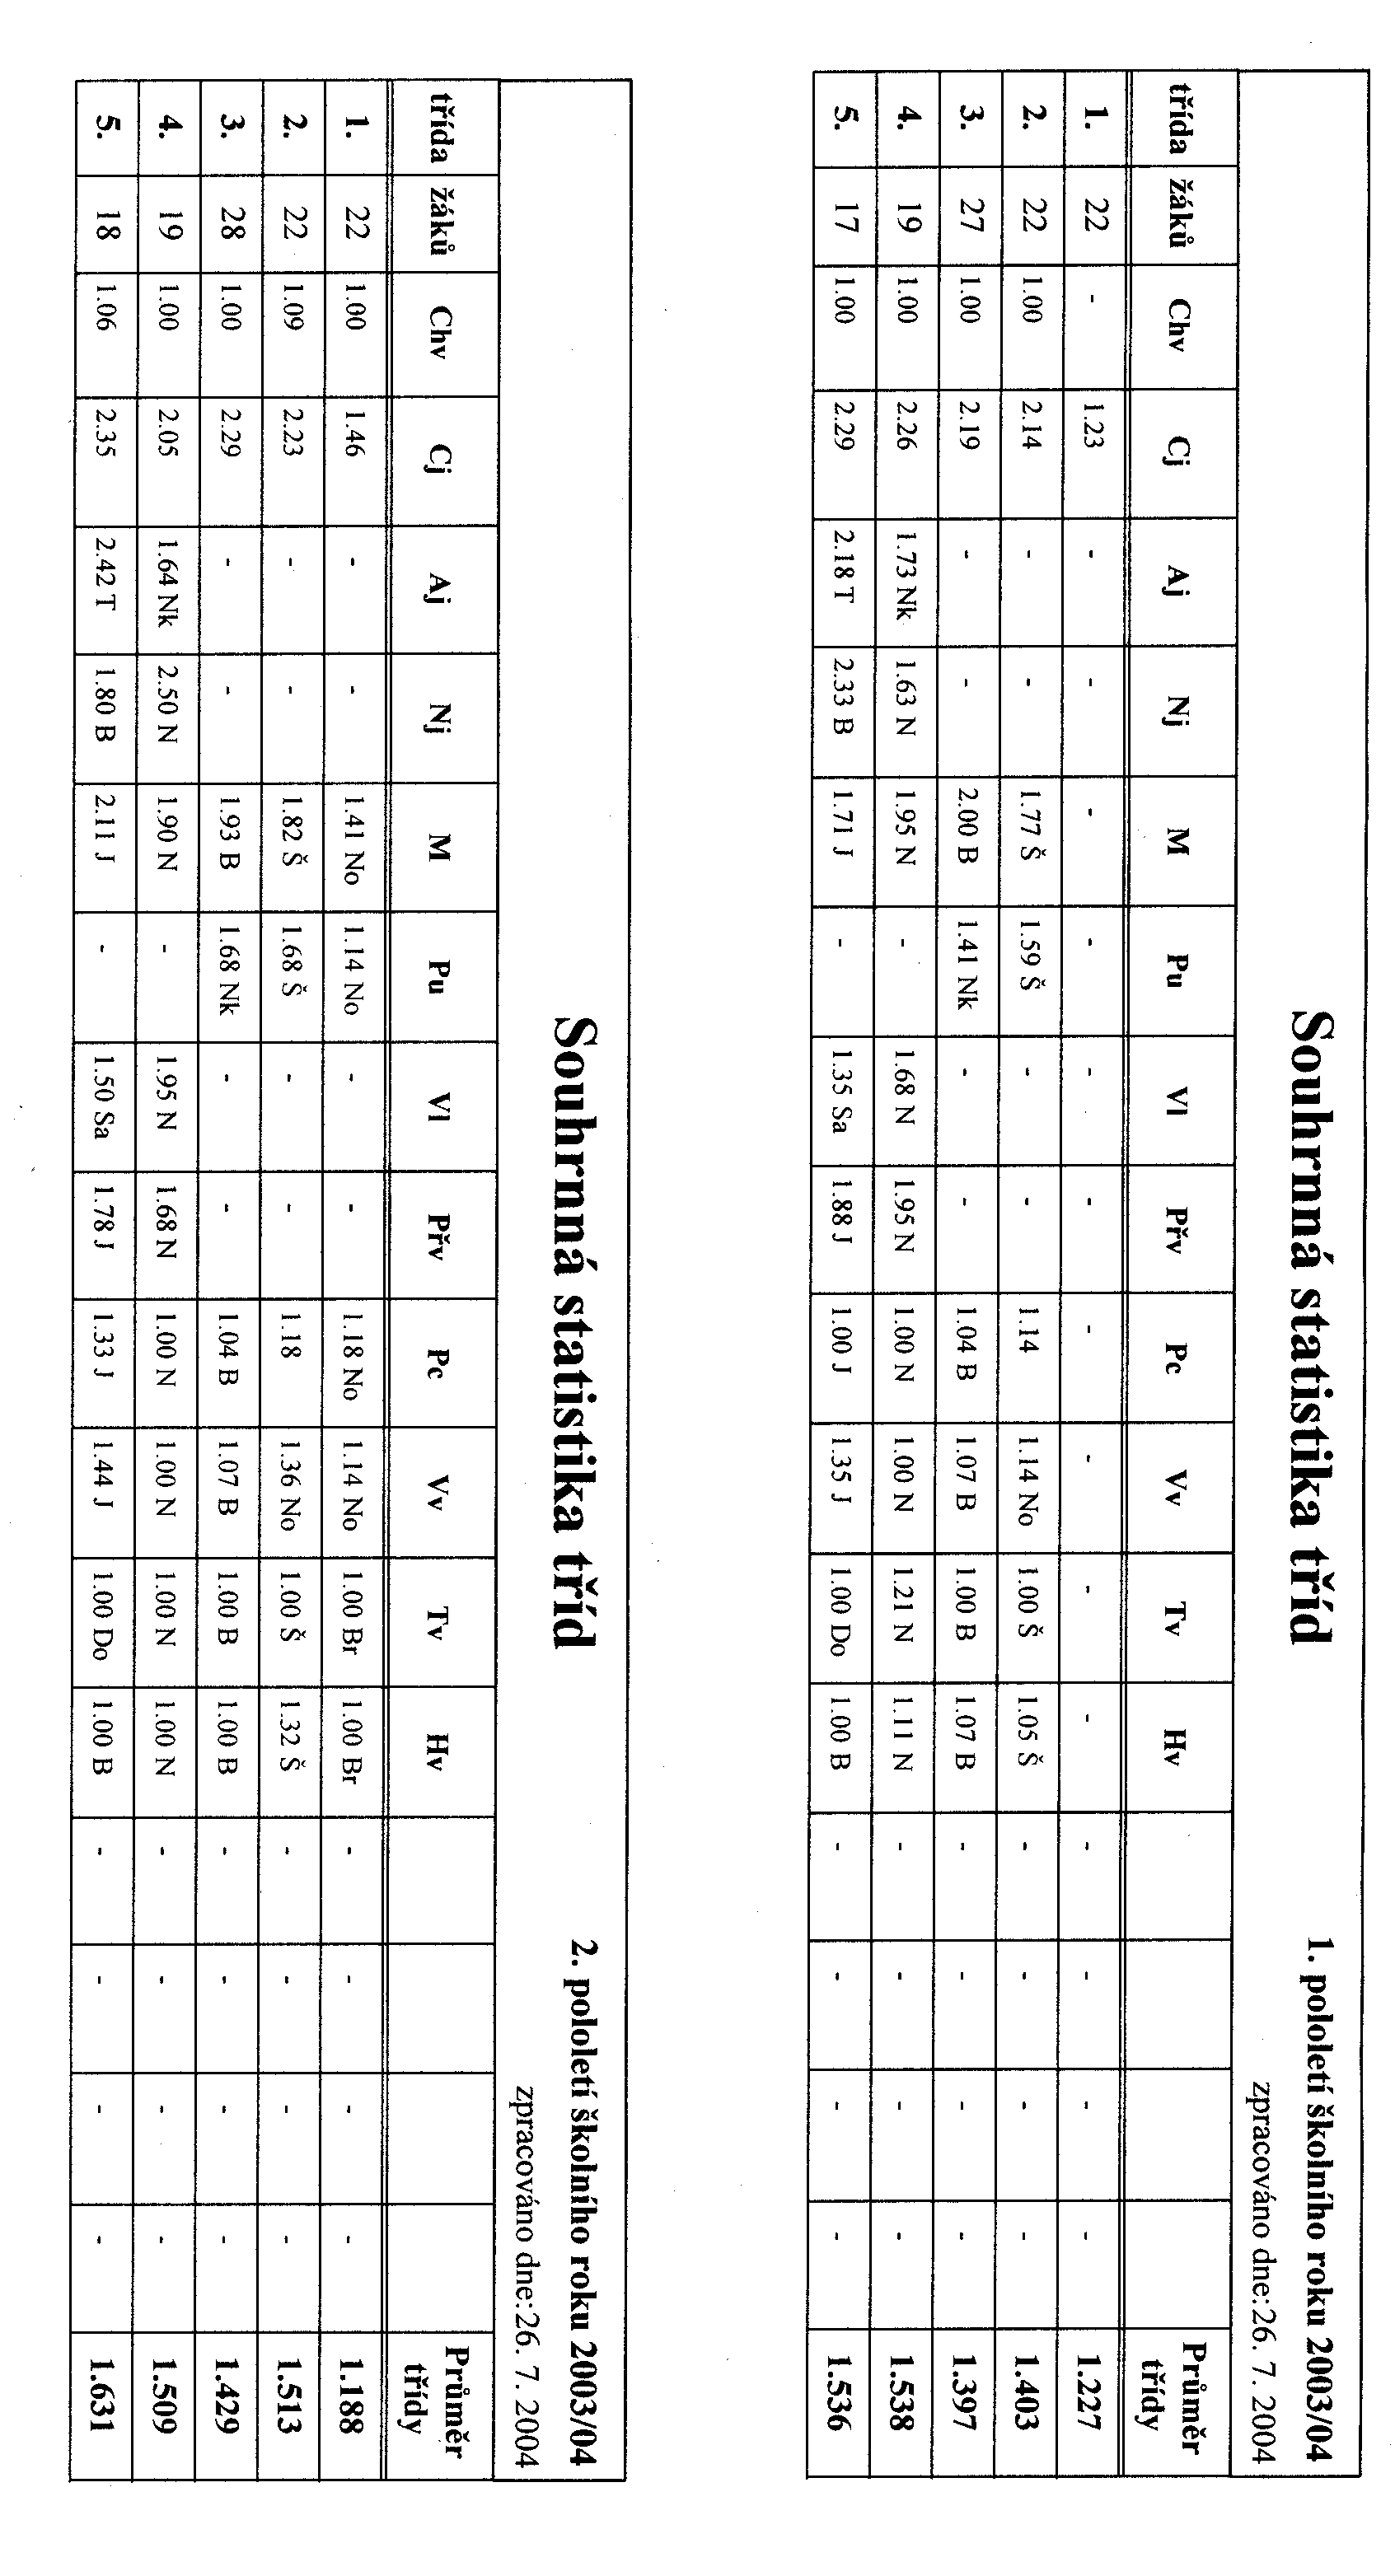 Souhrnná statistika tříd
1. pololetí školního roku 2003/04
zpracováno dne:26. 7. 2004
třída žáků Chv Cj Aj Nj M Pu Vl Přv Pc Vv Tv Hv Průměr třídy
1. 22 - 1.23 - - - - - - - - - - - - - - 1.227
2. 22 1.00 2.14 - - 1.77 Š 1.59 Š - - 1.14 1.14 No 1.00 Š 1.05 Š - - - - 1.403
3. 27 1.00 2.19 - - 2.00 B 1.41 Nk - - 1.04 B 1.07 B 1.00 B 1.07 B - - - - 1.397
4. 19 1.00 2.26 1.73 Nk 1.63 N 1.95 N - 1.68 N 1.95 N 1.00 N 1.00 N 1.21 N 1.11 N - - - - 1.538
5. 17 1.00 2.29 2.18 T 2.33 B 1.71 J - 1.35 Sa 1.88 J 1.00 J 1.35 J 1.00 Do 1.00 B - - - - 1.536
Souhrnná statistika tříd
2. pololetí školního roku 2003/04
zpracováno dne:26. 7. 2004
třída žáků Chv Cj Aj Nj M Pu Vl Přv Pc Vv Tv Hv Průměr třídy
1. 22 1.00 1.46 - - 1.41 No 1.14 No - - 1.18 No 1.14 No 1.00 Br 1.00 Br - - - - 1.188
2. 22 1.09 2.23 - - 1.82 Š 1.68 Š - - 1.18 1.36 No 1.00 Š 1.32 Š - - - - 1.513
3. 28 1.00 2.29 - - 1.93 B 1.68 Nk - - 1.04 B 1.07 B 1.00 B 1.00 B - - - - 1.429
4. 19 1.00 2.05 1.64 Nk 2.50 N 1.90 N - 1.95 N 1.68 N 1.00 N 1.00 N 1.00 N 1.00 N - - - - 1.509
5. 18 1.06 2.35 2.42 T 1.80 B 2.11 J - 1.50 Sa 1.78 J 1.33 J 1.44 J 1.00 Do 1.00 B - - - - 1.631